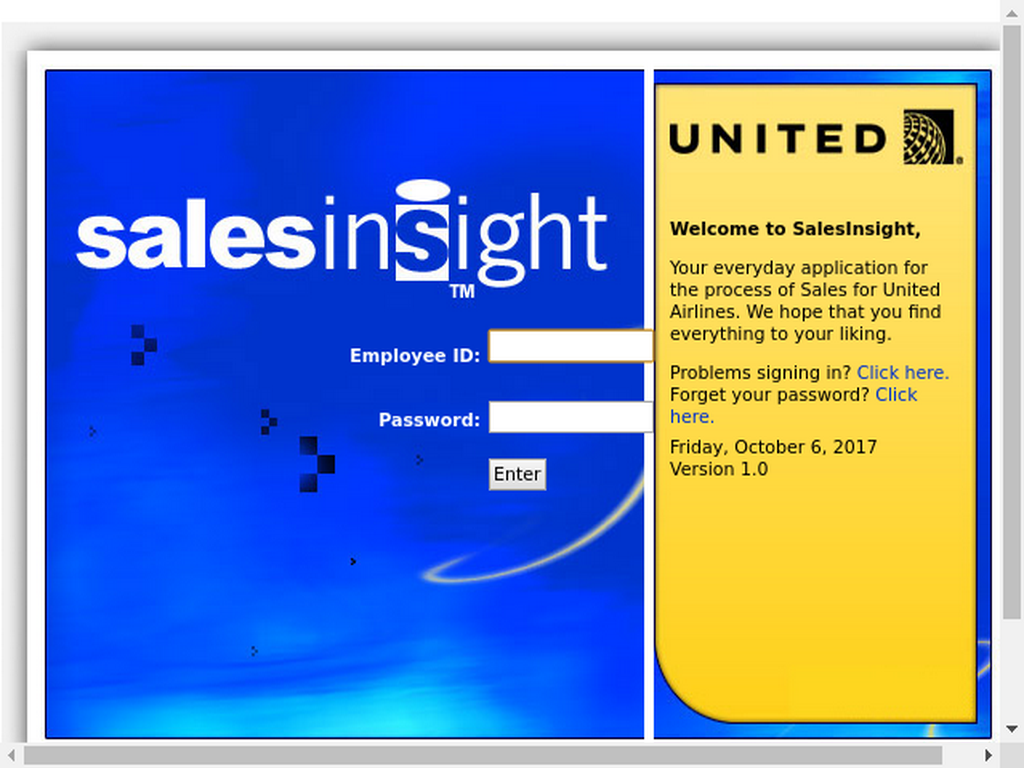 salesinsight
TM
Employee ID:
Password:
Enter
UNITED
®
Welcome to SalesInsight,
Your everyday application for
the process of Sales for United
Airlines. We hope that you find
everything to your liking.
Problems signing in? Click here.
Forget your password? Click
here.
Friday, October 6, 2017
Version 1.0